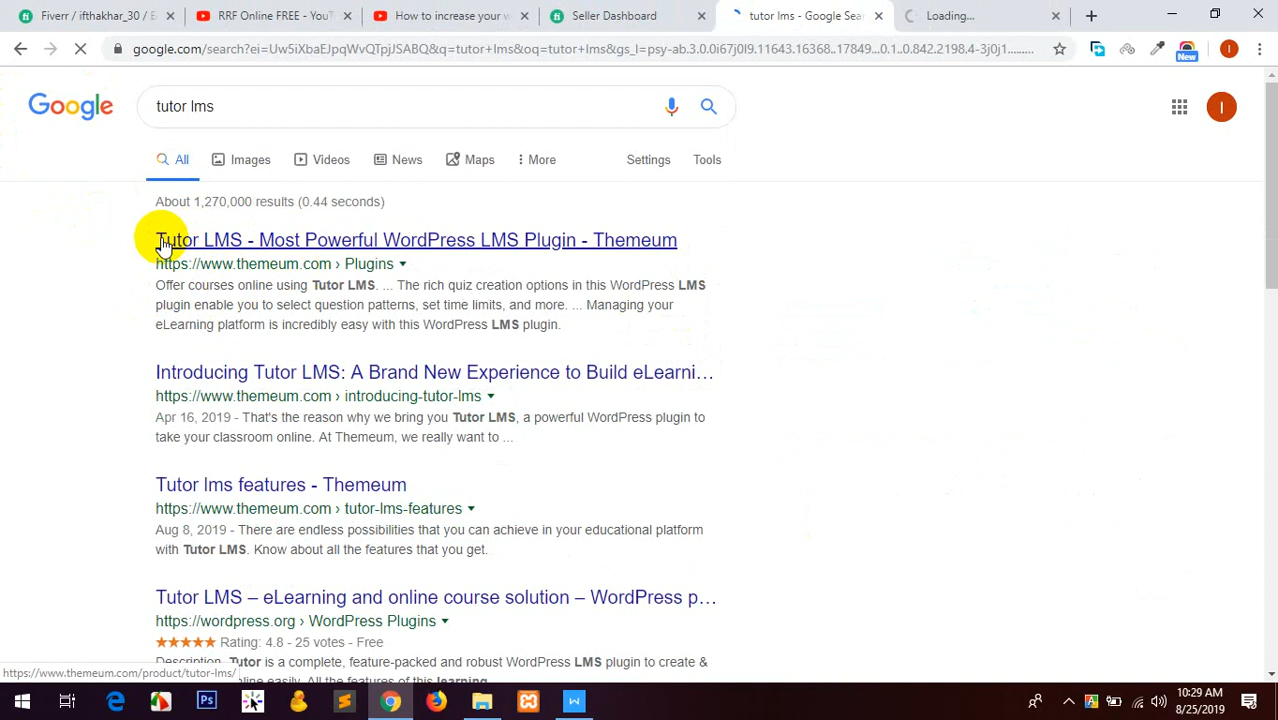 Fiverr / ifthakhar_30 / E
RRF Online FREE - YouT
How to increase your w
Seller Dashboard
tutor lms - Google Sear
Loading...
google.com/search?ei=Uw5iXbaEJpqWvQTpjJSABQ&q=tutor+lms&oq=tutor+lms&gs_l=psy-ab.3.0.0i67j0l9.11643.16368..17849...0.1..0.842.2198.4-3j0j1......
New
I
Google
tutor lms
I
All
Images
Videos
News
Maps
More
Settings
Tools
About 1,270,000 results (0.44 seconds)
Tutor LMS - Most Powerful WordPress LMS Plugin - Themeum
https://www.themeum.com › Plugins
Offer courses online using Tutor LMS. ... The rich quiz creation options in this WordPress LMS
plugin enable you to select question patterns, set time limits, and more. ... Managing your
eLearning platform is incredibly easy with this WordPress LMS plugin.
Introducing Tutor LMS: A Brand New Experience to Build eLearni…
https://www.themeum.com › introducing-tutor-lms
Apr 16, 2019 - That's the reason why we bring you Tutor LMS, a powerful WordPress plugin to
take your classroom online. At Themeum, we really want to ...
Tutor lms features - Themeum
https://www.themeum.com › tutor-lms-features
Aug 8, 2019 - There are endless possibilities that you can achieve in your educational platform
with Tutor LMS. Know about all the features that you get.
Tutor LMS – eLearning and online course solution – WordPress p…
https://wordpress.org › WordPress Plugins
Rating: 4.8 - 25 votes - Free
Description. Tutor is a complete, feature-packed and robust WordPress LMS plugin to create &
online easily. All the features of this learning
https://www.themeum.com/product/tutor-lms/
10:29 AM
8/25/2019